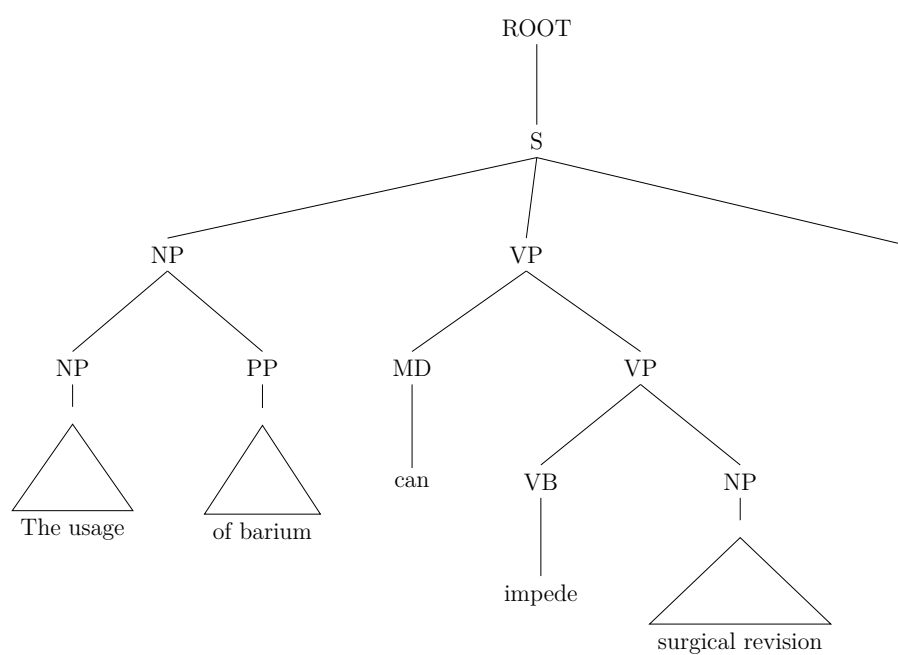 ROOT
S
NP VP
NP PP MD VP
can VB NP
The usage of barium
impede
surgical revision